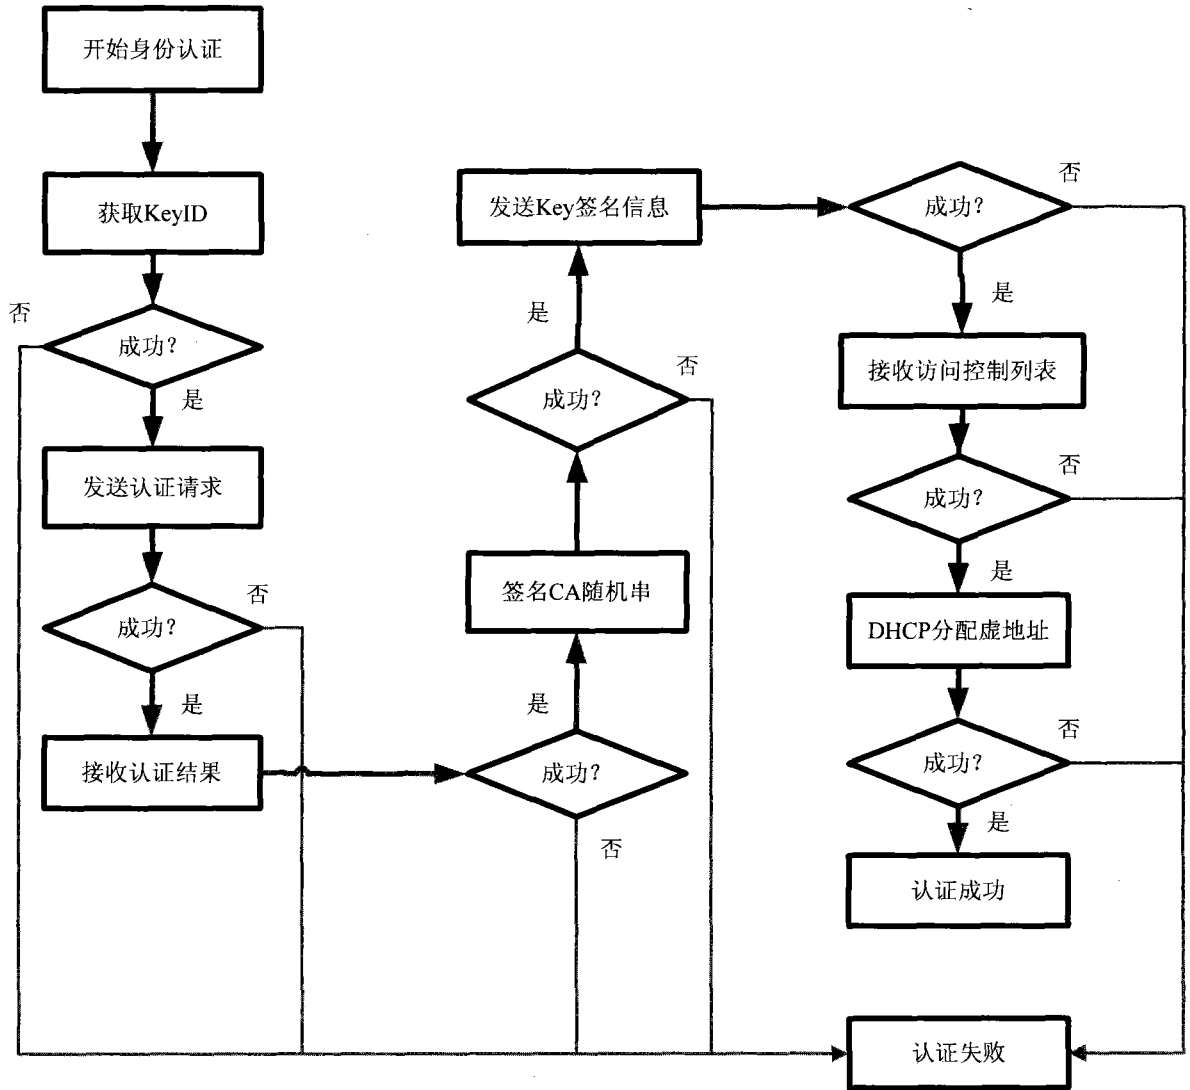 开始身份认证
获取KeyID
否
成功?
是
发送认证请求
成功?
否
是
接收认证结果
成功?
否
是
签名CA随机串
成功?
否
是
发送Key签名信息
成功?
否
是
接收访问控制列表
成功?
否
是
DHCP分配虚地址
成功?
否
是
认证成功
认证失败